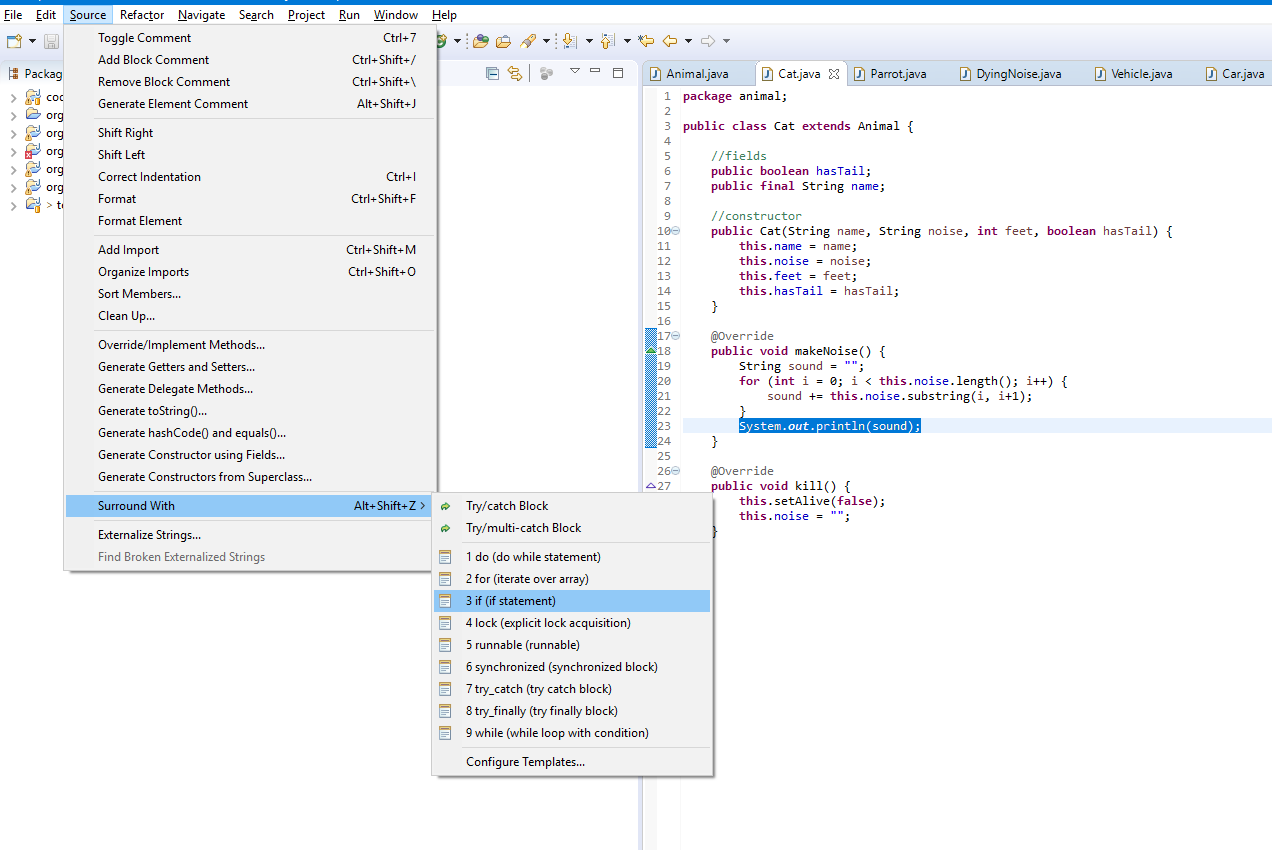 File Edit Source Refactor Navigate Search Project Run Window Help
Packag
coc
org
org
org
org
org
> te
Toggle Comment Ctrl+7
Add Block Comment Ctrl+Shift+/
Remove Block Comment Ctrl+Shift+\
Generate Element Comment Alt+Shift+J
Shift Right
Shift Left
Correct Indentation Ctrl+I
Format Ctrl+Shift+F
Format Element
Add Import Ctrl+Shift+M
Organize Imports Ctrl+Shift+O
Sort Members...
Clean Up...
Override/Implement Methods...
Generate Getters and Setters...
Generate Delegate Methods...
Generate toString()...
Generate hashCode() and equals()...
Generate Constructor using Fields...
Generate Constructors from Superclass...
Surround With Alt+Shift+Z >
Externalize Strings...
Find Broken Externalized Strings
Try/catch Block
Try/multi-catch Block
1 do (do while statement)
2 for (iterate over array)
3 if (if statement)
4 lock (explicit lock acquisition)
5 runnable (runnable)
6 synchronized (synchronized block)
7 try_catch (try catch block)
8 try_finally (try finally block)
9 while (while loop with condition)
Configure Templates...
Animal.java Cat.java Parrot.java DyingNoise.java Vehicle.java Car.java
1 package animal;
2
3 public class Cat extends Animal {
4
5 //fields
6 public boolean hasTail;
7 public final String name;
8
9 //constructor
10 public Cat(String name, String noise, int feet, boolean hasTail) {
11 this.name = name;
12 this.noise = noise;
13 this.feet = feet;
14 this.hasTail = hasTail;
15 }
16
17 @Override
18 public void makeNoise() {
19 String sound = "";
20 for (int i = 0; i < this.noise.length(); i++) {
21 sound += this.noise.substring(i, i+1);
22 }
23 System.out.println(sound);
24 }
25
26 @Override
27 public void kill() {
this.setAlive(false);
this.noise = "";
}